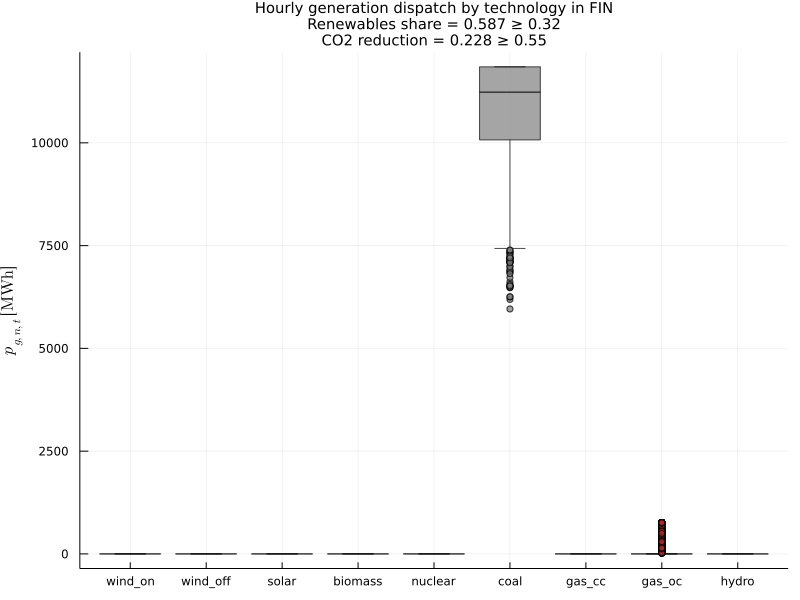 Hourly generation dispatch by technology in FIN
Renewables share = 0.587 ≥ 0.32
CO2 reduction = 0.228 ≥ 0.55
10000
7500
5000
2500
0
p_{g,n,t} [MWh]
wind_on wind_off solar biomass nuclear coal gas_cc gas_oc hydro